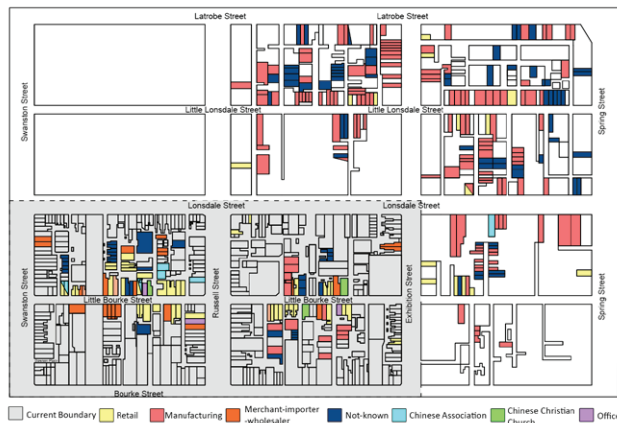 Latrobe Street Latrobe Street
Swanston Street
Little Lonsdale Street Little Lonsdale Street
Spring Street
Lonsdale Street Lonsdale Street
Swanston Street
Little Bourke Street
Russell Street
Little Bourke Street
Exhibition Street
Spring Street
Bourke Street
Current Boundary Retail Manufacturing Merchant-importer Not-known Chinese Association Chinese Christian Office
-wholesaler Church